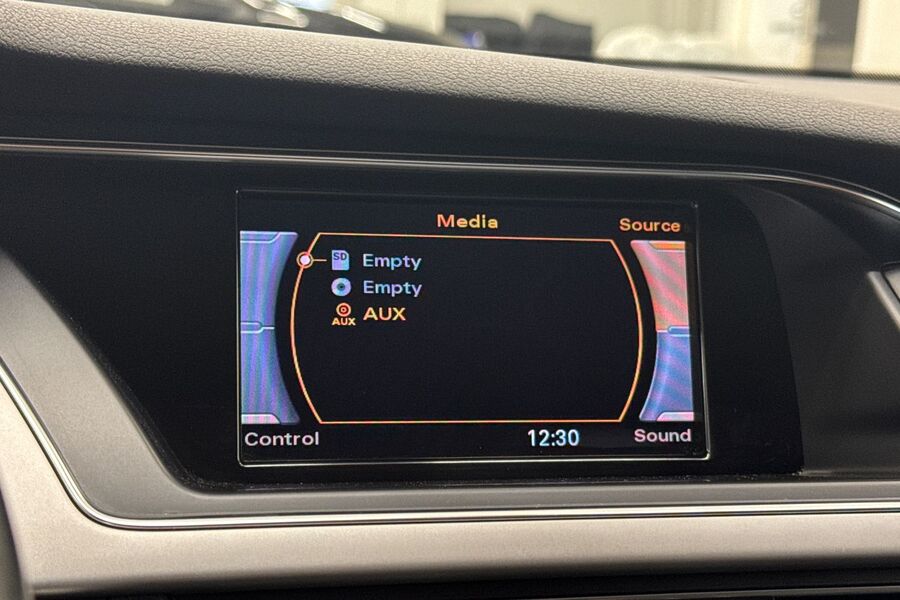 Media
Source
SD Empty
Empty
AUX AUX
Control
12:30
Sound